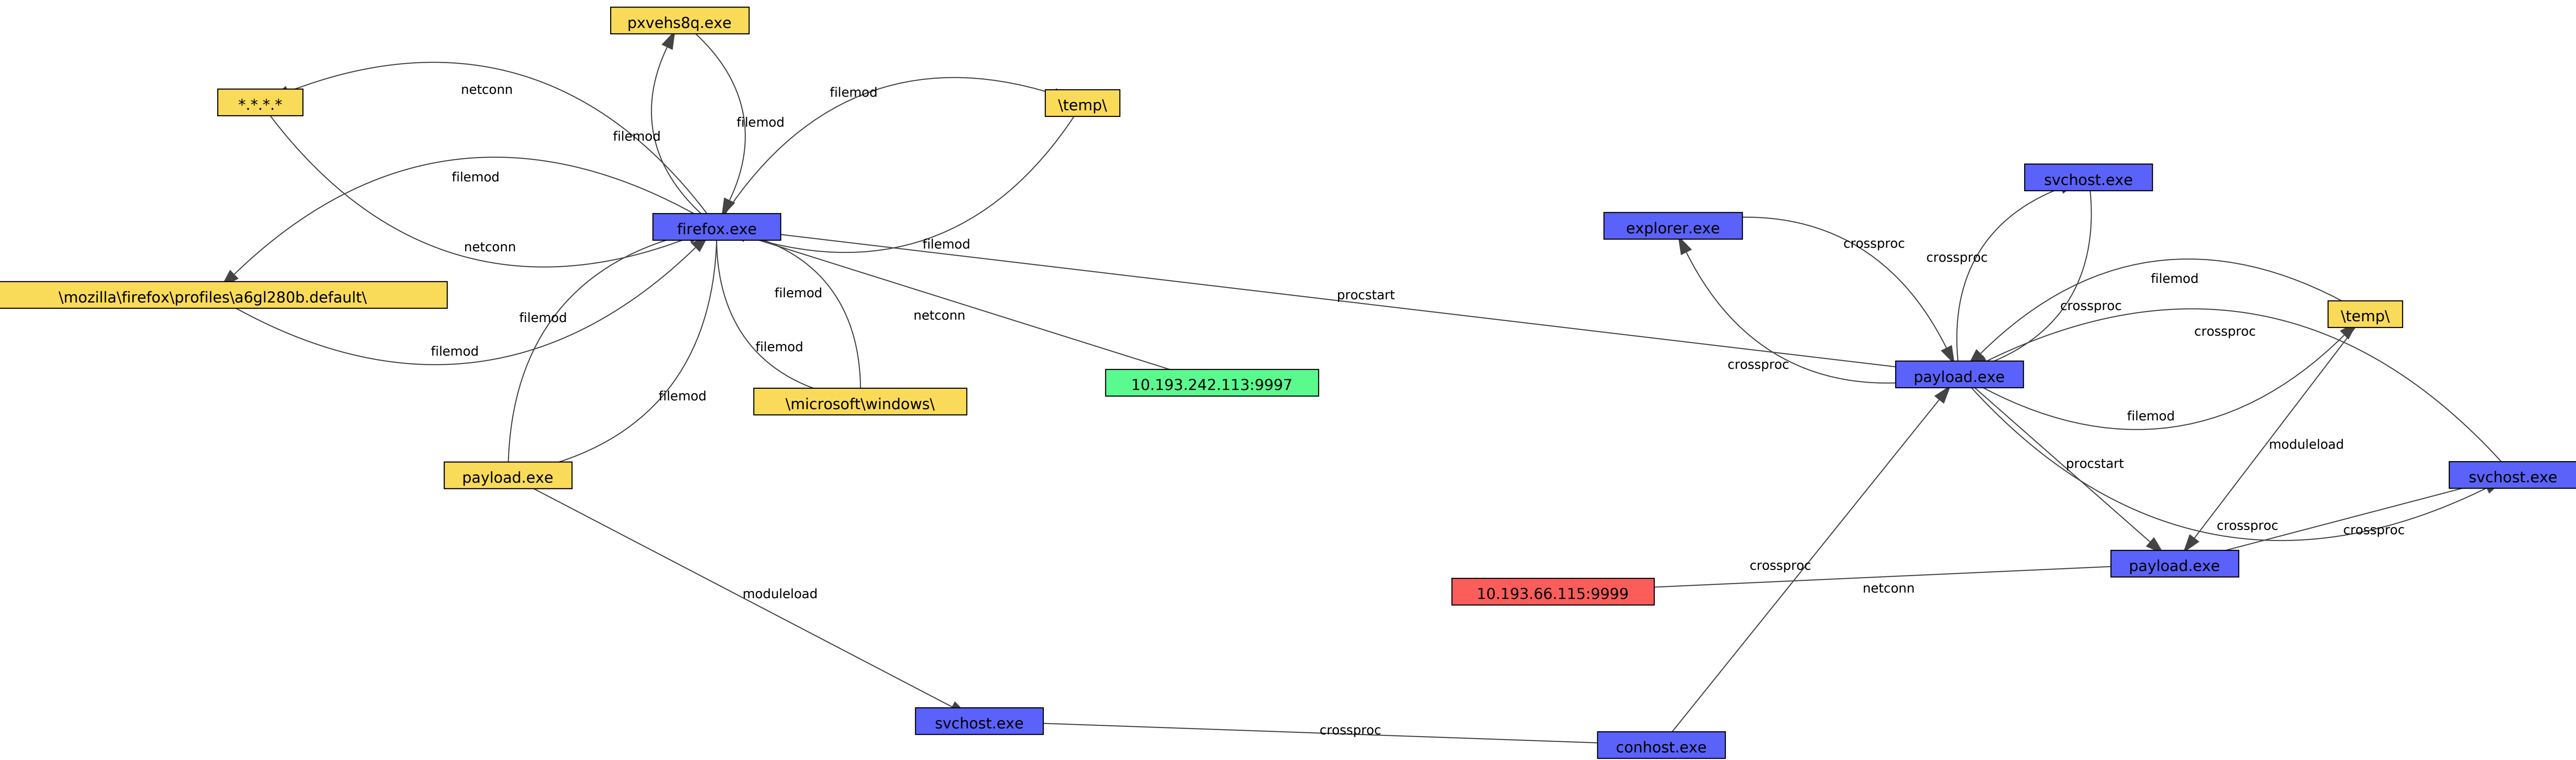 pxvehs8q.exe
netconn
filemod
\temp\
*.*.*.*
filemod
filemod
svchost.exe
filemod
firefox.exe
explorer.exe
netconn
filemod
crossproc
crossproc
filemod
\mozilla\firefox\profiles\a6gl280b.default\
filemod
procstart
crossproc
filemod
netconn
\temp\
crossproc
filemod
filemod
crossproc
payload.exe
10.193.242.113:9997
filemod
\microsoft\windows\
filemod
moduleload
procstart
payload.exe
svchost.exe
crossproc
crossproc
crossproc
payload.exe
moduleload
10.193.66.115:9999
netconn
svchost.exe
crossproc
conhost.exe